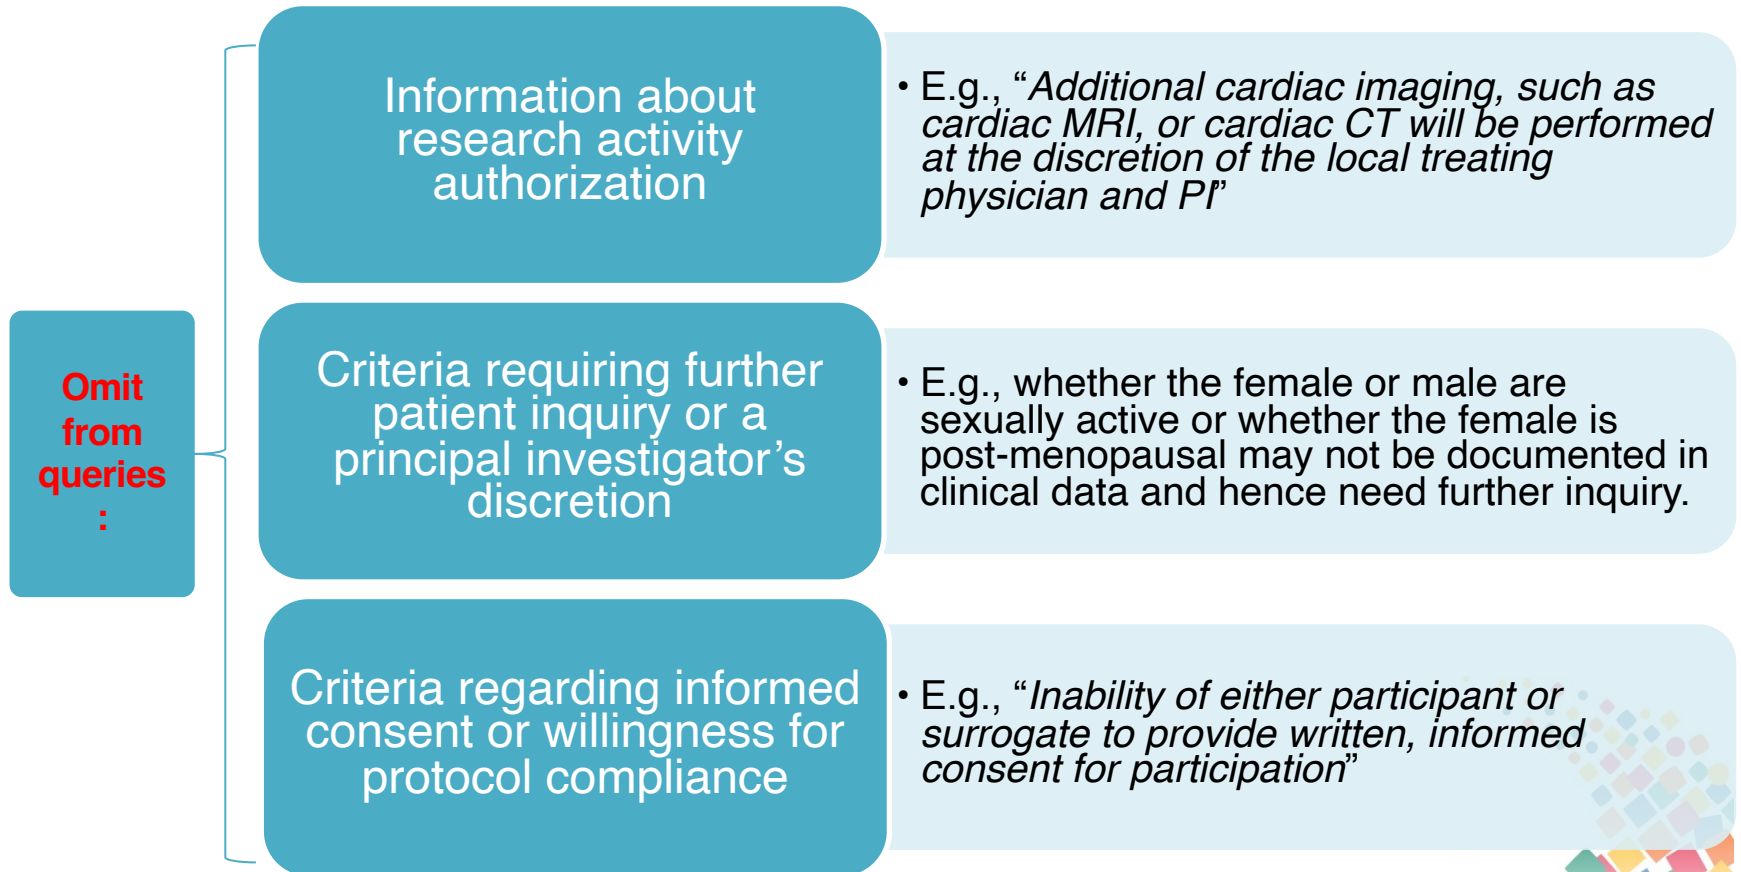 Omit
from
queries
:
Information about
research activity
authorization
• E.g., “Additional cardiac imaging, such as
cardiac MRI, or cardiac CT will be performed
at the discretion of the local treating
physician and PI”
Criteria requiring further
patient inquiry or a
principal investigator’s
discretion
• E.g., whether the female or male are
sexually active or whether the female is
post-menopausal may not be documented in
clinical data and hence need further inquiry.
Criteria regarding informed
consent or willingness for
protocol compliance
• E.g., “Inability of either participant or
surrogate to provide written, informed
consent for participation”